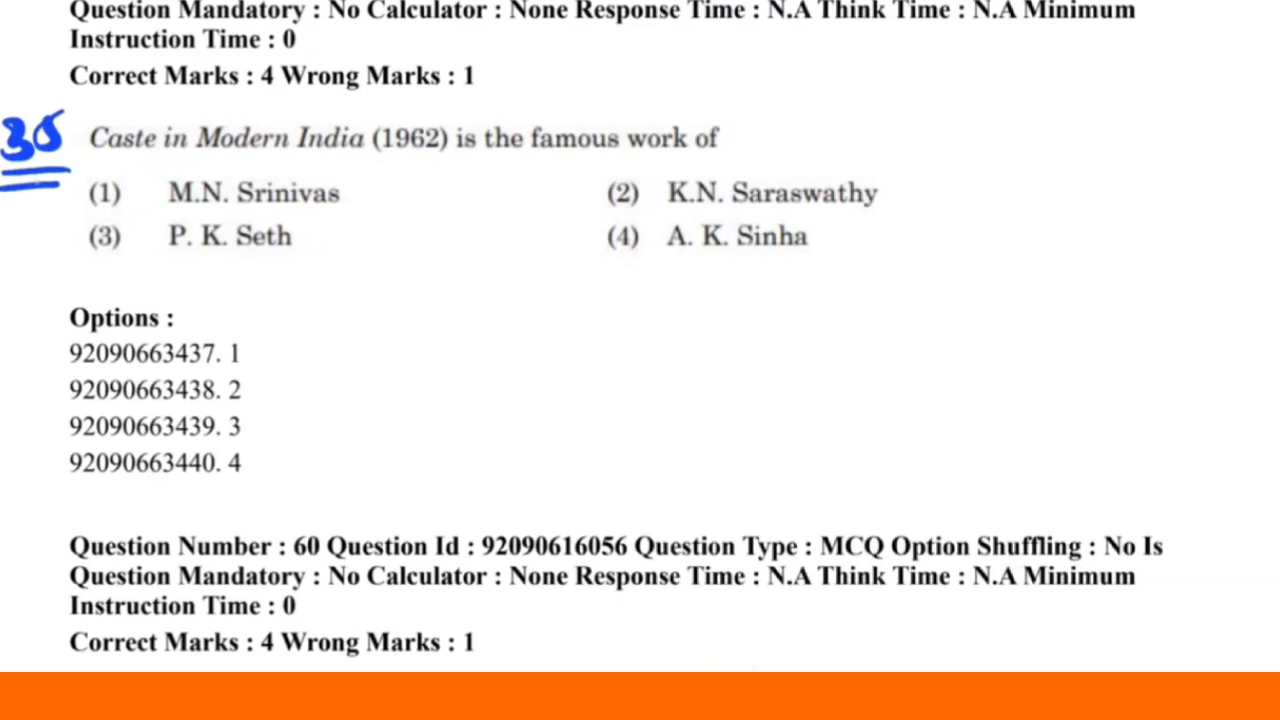 Question Mandatory : No Calculator : None Response Time : N.A Think Time : N.A Minimum
Instruction Time : 0
Correct Marks : 4 Wrong Marks : 1
35 Caste in Modern India (1962) is the famous work of
(1) M.N. Srinivas (2) K.N. Saraswathy
(3) P. K. Seth (4) A. K. Sinha
Options :
92090663437. 1
92090663438. 2
92090663439. 3
92090663440. 4
Question Number : 60 Question Id : 92090616056 Question Type : MCQ Option Shuffling : No Is
Question Mandatory : No Calculator : None Response Time : N.A Think Time : N.A Minimum
Instruction Time : 0
Correct Marks : 4 Wrong Marks : 1